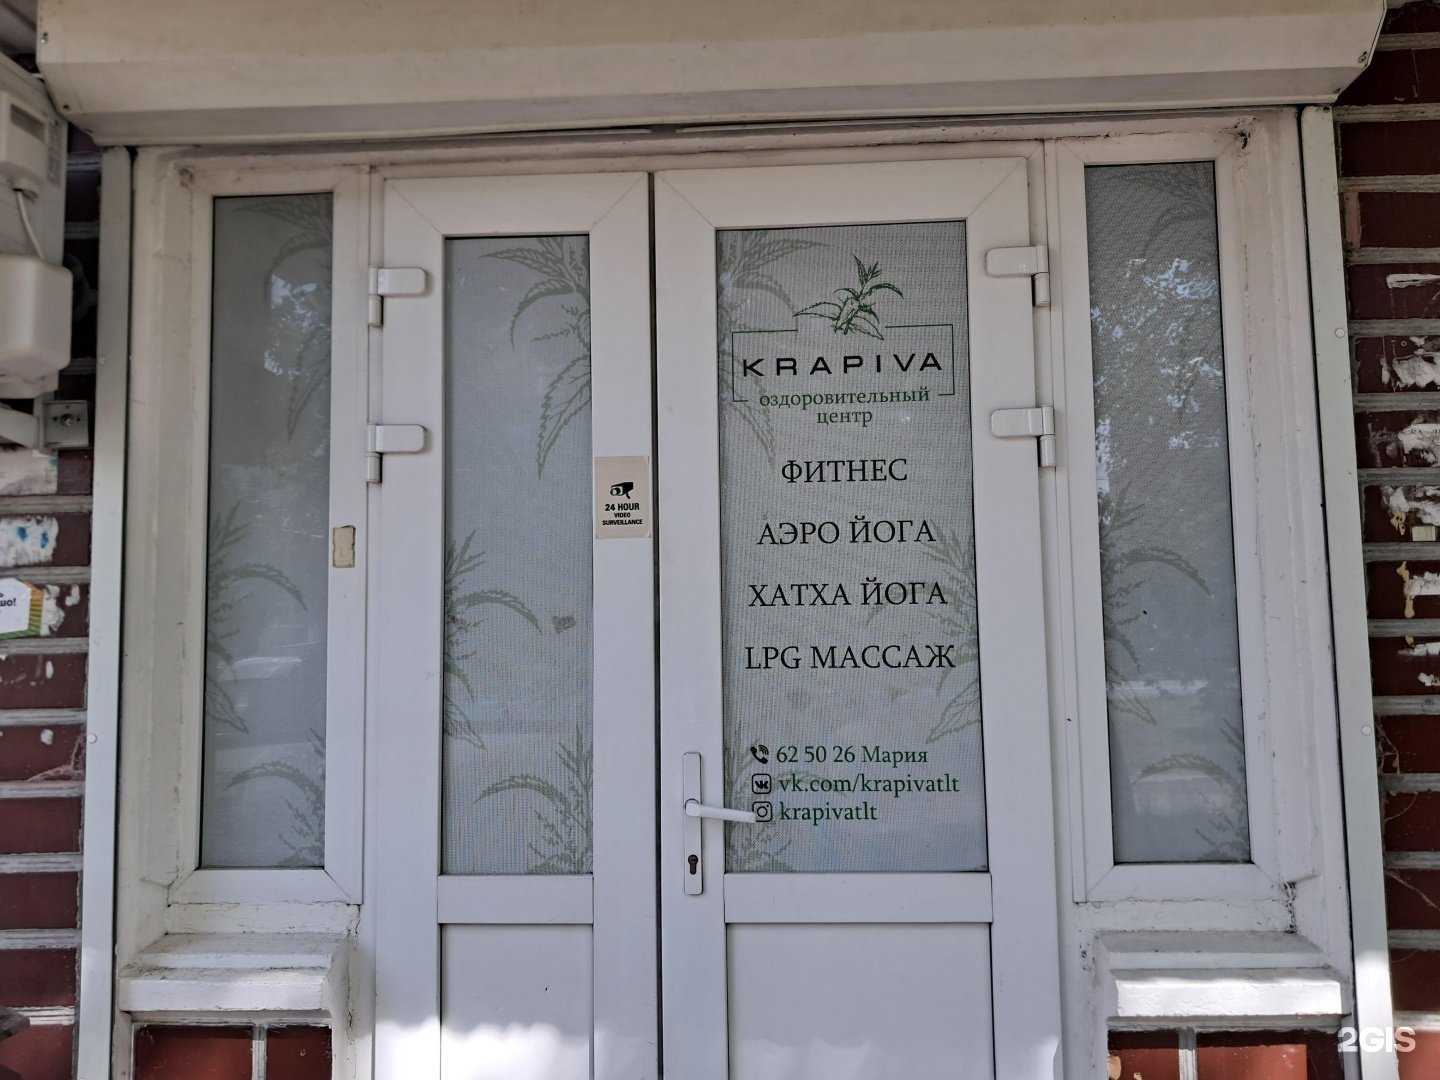 KRAPIVA
оздоровительный
центр
ФИТНЕС
АЭРО ЙОГА
ХАТХА ЙОГА
LPG МАССАЖ
62 50 26 Мария
vk.com/krapivatlt
krapivatlt
24 HOUR
VIDEO
SURVEILLANCE
2GIS